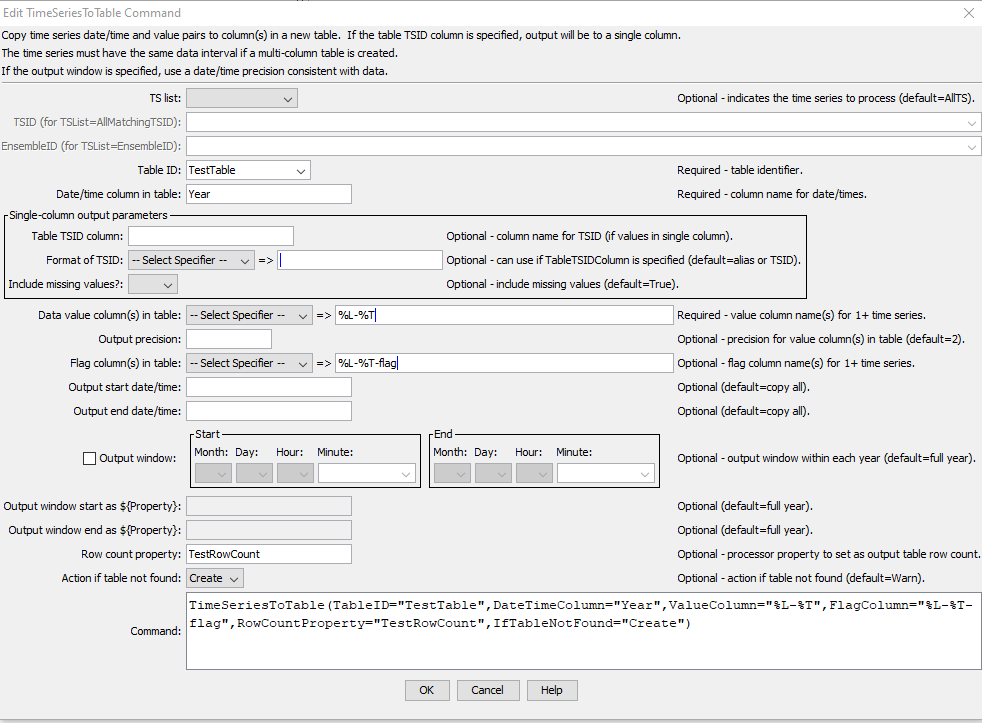 Edit TimeSeriesToTable Command
Copy time series date/time and value pairs to column(s) in a new table.  If the table TSID column is specified, output will be to a single column.
The time series must have the same data interval if a multi-column table is created.
If the output window is specified, use a date/time precision consistent with data.
TS list: Optional - indicates the time series to process (default=AllTS).
TSID (for TSList=AllMatchingTSID):
EnsembleID (for TSList=EnsembleID):
Table ID: TestTable Required - table identifier.
Date/time column in table: Year Required - column name for date/times.
Single-column output parameters
Table TSID column: Optional - column name for TSID (if values in single column).
Format of TSID: -- Select Specifier -- => Optional - can use if TableTSIDColumn is specified (default=alias or TSID).
Include missing values?: Optional - include missing values (default=True).
Data value column(s) in table: -- Select Specifier -- => %L-%T Required - value column name(s) for 1+ time series.
Output precision: Optional - precision for value column(s) in table (default=2).
Flag column(s) in table: -- Select Specifier -- => %L-%T-flag Optional - flag column name(s) for 1+ time series.
Output start date/time: Optional (default=copy all).
Output end date/time: Optional (default=copy all).
Start End
Month: Day: Hour: Minute: Month: Day: Hour: Minute:
Output window: Optional - output window within each year (default=full year).
Output window start as ${Property}: Optional (default=full year).
Output window end as ${Property}: Optional (default=full year).
Row count property: TestRowCount Optional - processor property to set as output table row count.
Action if table not found: Create Optional - action if table not found (default=Warn).
TimeSeriesToTable(TableID="TestTable",DateTimeColumn="Year",ValueColumn="%L-%T",FlagColumn="%L-%T-
flag",RowCountProperty="TestRowCount",IfTableNotFound="Create")
Command:
OK Cancel Help